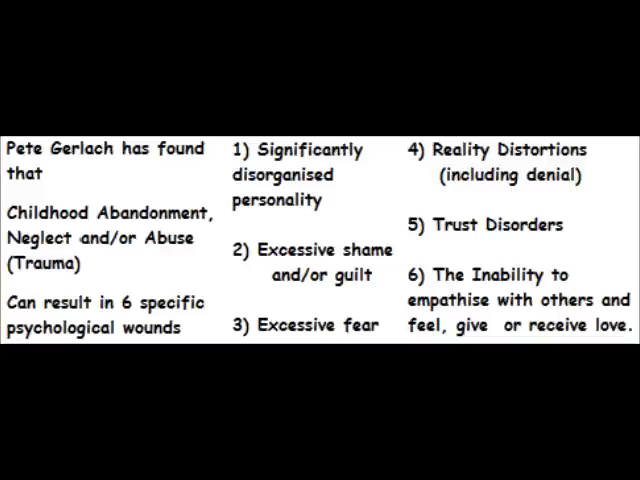 Pete Gerlach has found
that
Childhood Abandonment,
Neglect and/or Abuse
(Trauma)
Can result in 6 specific
psychological wounds
1) Significantly
disorganised
personality
2) Excessive shame
and/or guilt
3) Excessive fear
4) Reality Distortions
(including denial)
5) Trust Disorders
6) The Inability to
empathise with others and
feel, give or receive love.